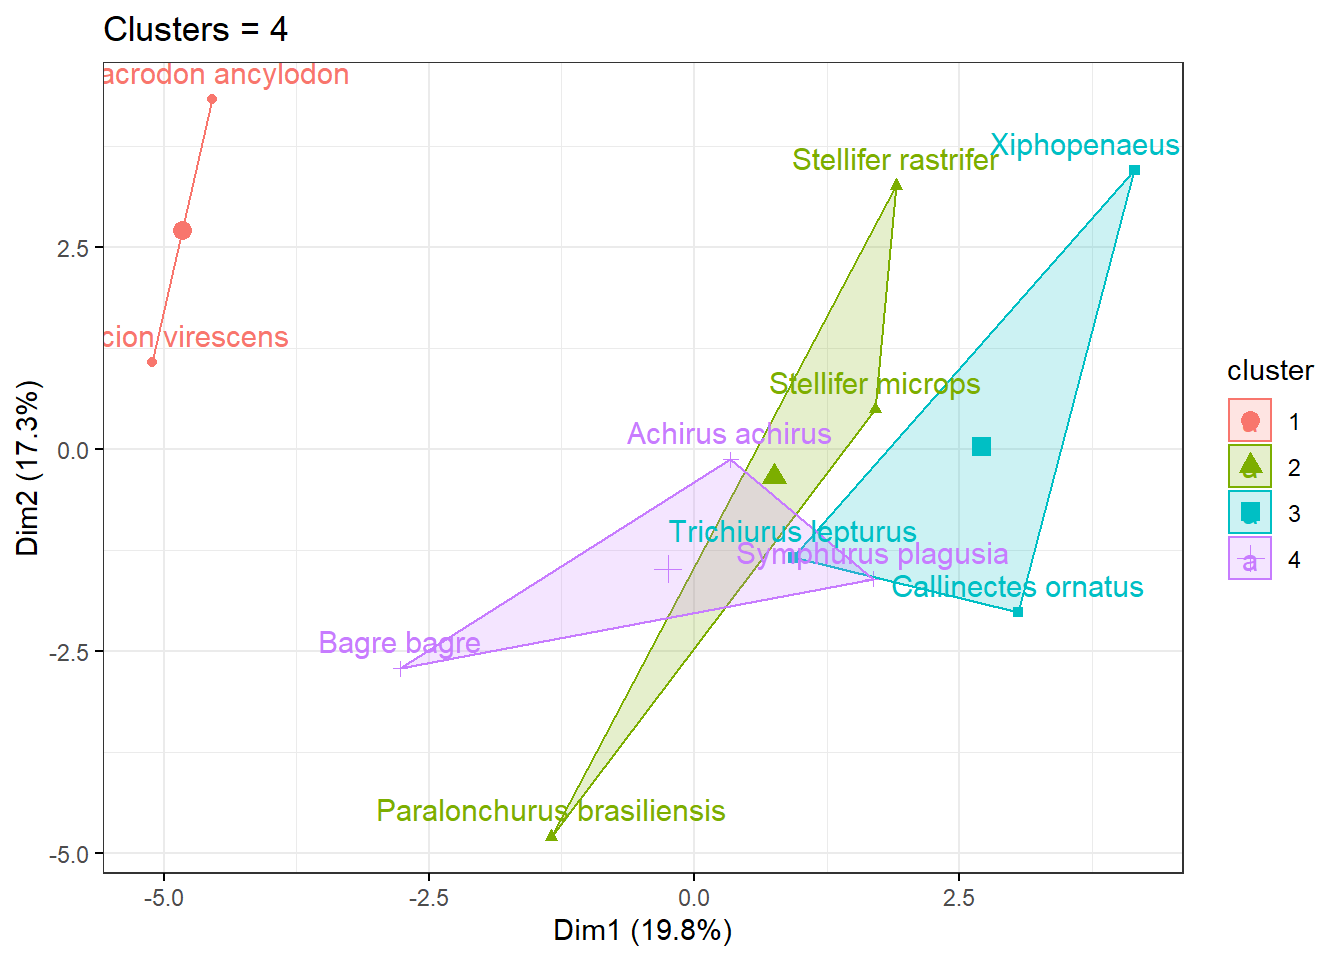 Clusters = 4
acrodon ancylodon
Xiphopenaeus
Stellifer rastrifer
cion virescens
Stellifer microps
Achirus achirus
Trichiurus lepturus
Symphurus plagusia
Callinectes ornatus
Bagre bagre
Paralonchurus brasiliensis
2.5
0.0
-2.5
-5.0
Dim2 (17.3%)
-5.0 -2.5 0.0 2.5
Dim1 (19.8%)
cluster
a 1
a 2
a 3
a 4